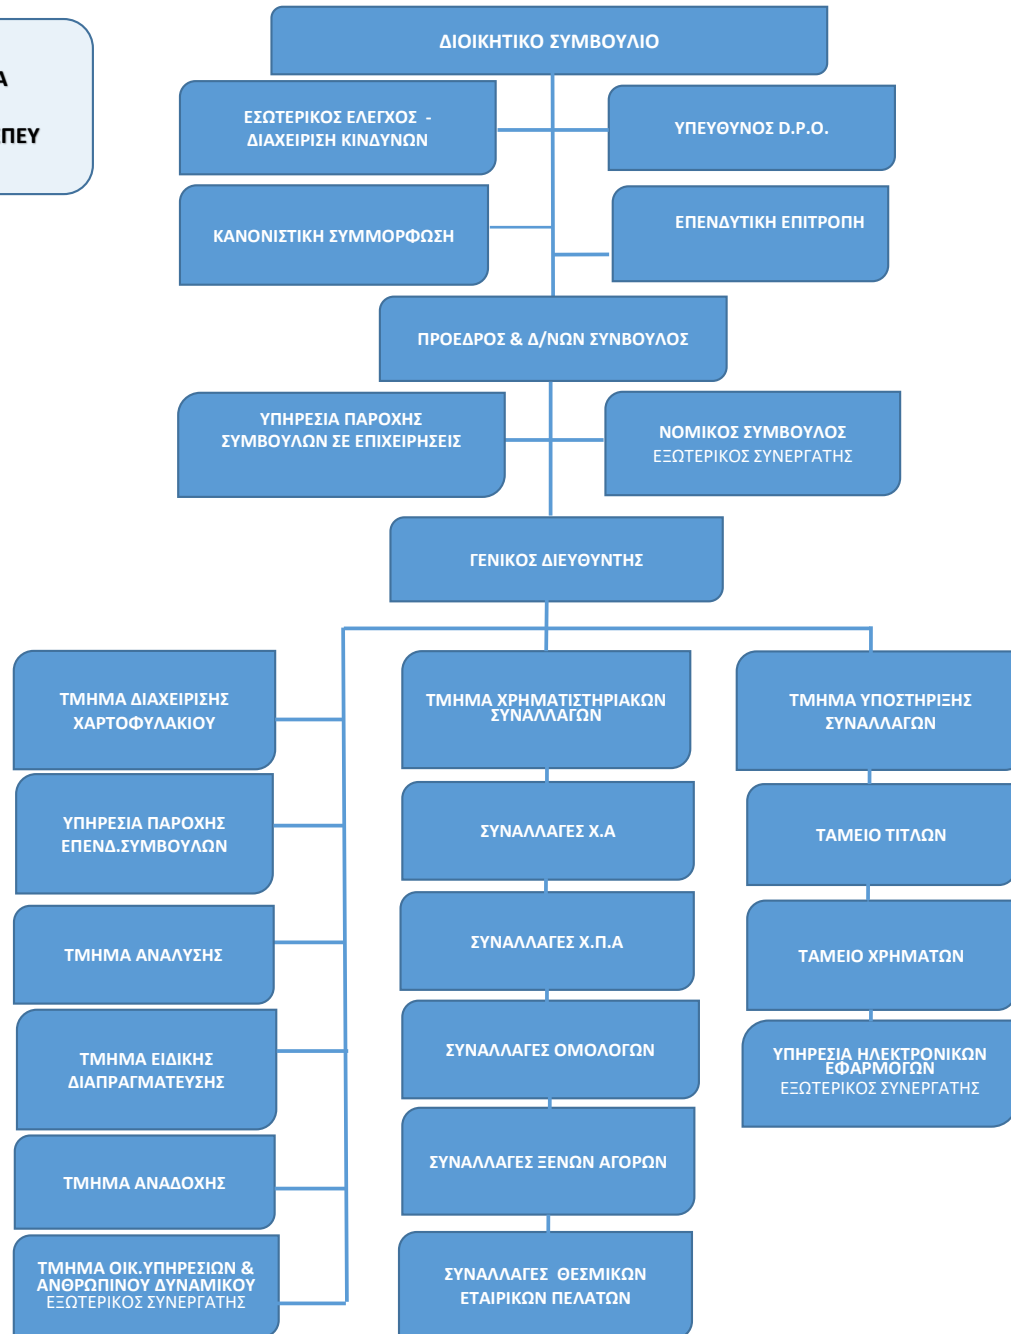 Α
ΕΠΕΥ
ΔΙΟΙΚΗΤΙΚΟ ΣΥΜΒΟΥΛΙΟ
ΕΣΩΤΕΡΙΚΟΣ ΕΛΕΓΧΟΣ -
ΔΙΑΧΕΙΡΙΣΗ ΚΙΝΔΥΝΩΝ
ΥΠΕΥΘΥΝΟΣ D.P.O.
ΚΑΝΟΝΙΣΤΙΚΗ ΣΥΜΜΟΡΦΩΣΗ
ΕΠΕΝΔΥΤΙΚΗ ΕΠΙΤΡΟΠΗ
ΠΡΟΕΔΡΟΣ & Δ/ΝΩΝ ΣΥΝΒΟΥΛΟΣ
ΥΠΗΡΕΣΙΑ ΠΑΡΟΧΗΣ
ΣΥΜΒΟΥΛΩΝ ΣΕ ΕΠΙΧΕΙΡΗΣΕΙΣ
ΝΟΜΙΚΟΣ ΣΥΜΒΟΥΛΟΣ
ΕΞΩΤΕΡΙΚΟΣ ΣΥΝΕΡΓΑΤΗΣ
ΓΕΝΙΚΟΣ ΔΙΕΥΘΥΝΤΗΣ
ΤΜΗΜΑ ΔΙΑΧΕΙΡΙΣΗΣ
ΧΑΡΤΟΦΥΛΑΚΙΟΥ
ΥΠΗΡΕΣΙΑ ΠΑΡΟΧΗΣ
ΕΠΕΝΔ.ΣΥΜΒΟΥΛΩΝ
ΤΜΗΜΑ ΑΝΑΛΥΣΗΣ
ΤΜΗΜΑ ΕΙΔΙΚΗΣ
ΔΙΑΠΡΑΓΜΑΤΕΥΣΗΣ
ΤΜΗΜΑ ΑΝΑΔΟΧΗΣ
ΤΜΗΜΑ ΟΙΚ.ΥΠΗΡΕΣΙΩΝ &
ΑΝΘΡΩΠΙΝΟΥ ΔΥΝΑΜΙΚΟΥ
ΕΞΩΤΕΡΙΚΟΣ ΣΥΝΕΡΓΑΤΗΣ
ΤΜΗΜΑ ΧΡΗΜΑΤΙΣΤΗΡΙΑΚΩΝ
ΣΥΝΑΛΛΑΓΩΝ
ΣΥΝΑΛΛΑΓΕΣ Χ.Α
ΣΥΝΑΛΛΑΓΕΣ Χ.Π.Α
ΣΥΝΑΛΛΑΓΕΣ ΟΜΟΛΟΓΩΝ
ΣΥΝΑΛΛΑΓΕΣ ΞΕΝΩΝ ΑΓΟΡΩΝ
ΣΥΝΑΛΛΑΓΕΣ ΘΕΣΜΙΚΩΝ
ΕΤΑΙΡΙΚΩΝ ΠΕΛΑΤΩΝ
ΤΜΗΜΑ ΥΠΟΣΤΗΡΙΞΗΣ
ΣΥΝΑΛΛΑΓΩΝ
ΤΑΜΕΙΟ ΤΙΤΛΩΝ
ΤΑΜΕΙΟ ΧΡΗΜΑΤΩΝ
ΥΠΗΡΕΣΙΑ ΗΛΕΚΤΡΟΝΙΚΩΝ
ΕΦΑΡΜΟΓΩΝ
ΕΞΩΤΕΡΙΚΟΣ ΣΥΝΕΡΓΑΤΗΣ